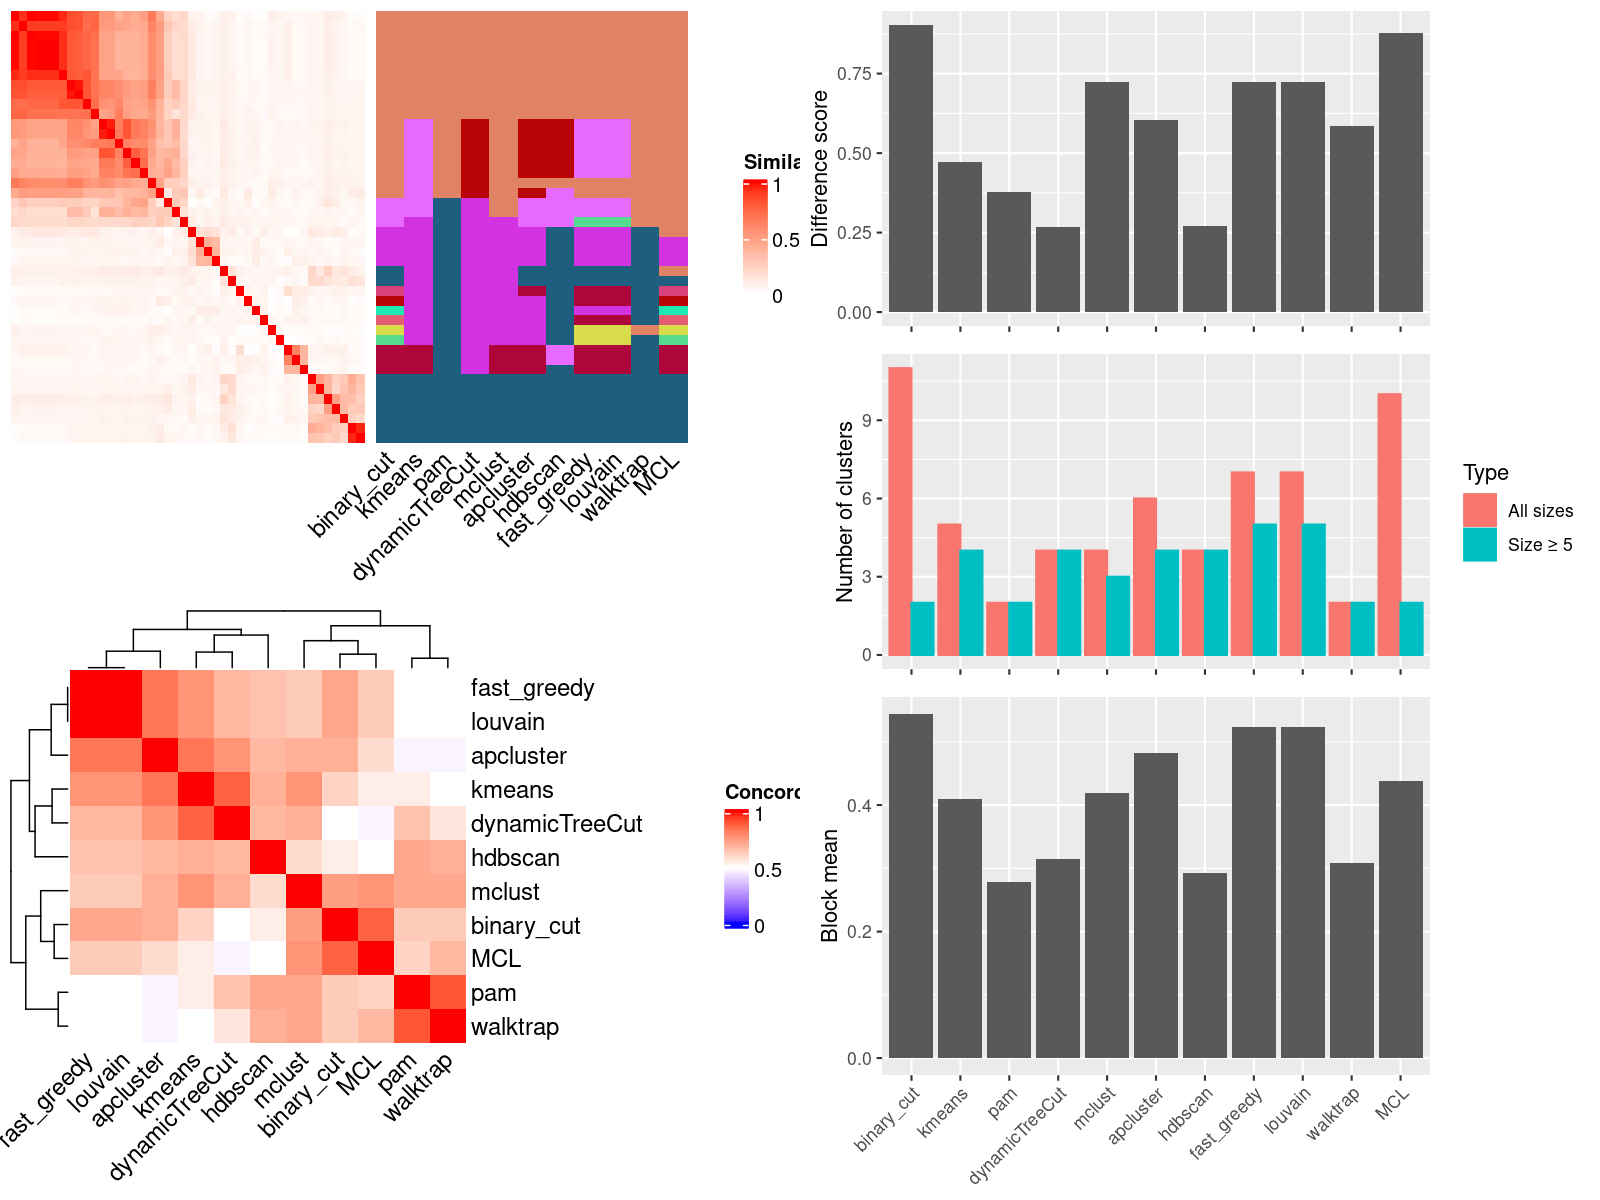 Simila
1
0.5
0
binary_cut
kmeans
pam
dynamicTreeCut
mclust
apcluster
hdbscan
fast_greedy
louvain
walktrap
MCL
fast_greedy
louvain
apcluster
kmeans
dynamicTreeCut
hdbscan
mclust
binary_cut
MCL
pam
walktrap
Concord
1
0.5
0
fast_greedy
louvain
apcluster
kmeans
dynamicTreeCut
hdbscan
mclust
binary_cut
MCL
pam
walktrap
Difference score
0.75
0.50
0.25
0.00
Number of clusters
9
6
3
0
Type
All sizes
Size ≥ 5
Block mean
0.4
0.2
0.0
binary_cut
kmeans
pam
dynamicTreeCut
mclust
apcluster
hdbscan
fast_greedy
louvain
walktrap
MCL